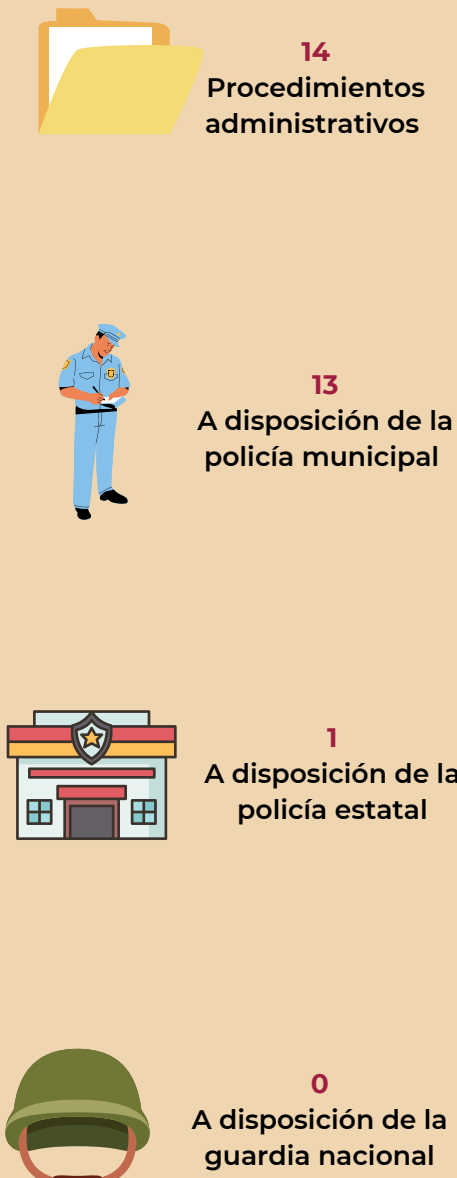 14
Procedimientos
administrativos
13
A disposición de la
policía municipal
1
A disposición de la
policía estatal
0
A disposición de la
guardia nacional